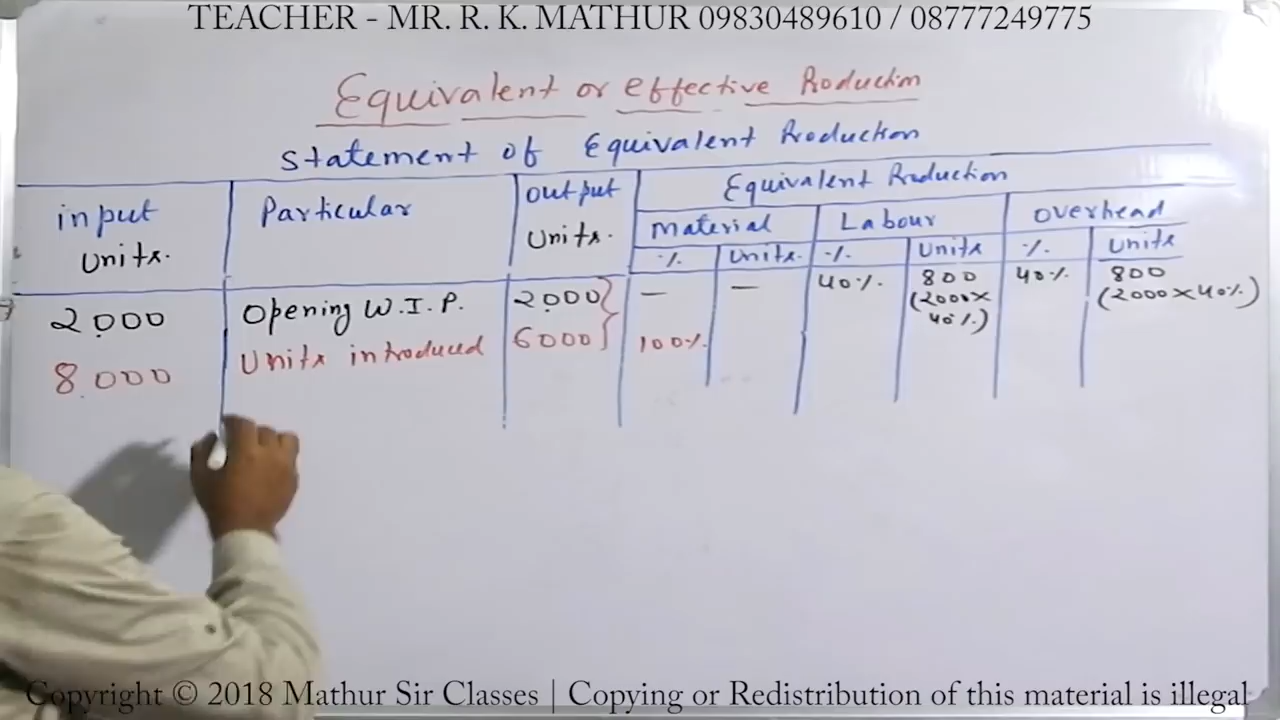 TEACHER - MR. R. K. MATHUR 09830489610 / 08777249775
Equivalent or effective Production
Statement of Equivalent Production
input Units. Particular output Units. Equivalent Production
Material Labour overhead
% Units. % Units % Units
2000 Opening W.I.P. 2000 — — 40% 800 (2000 x 40%) 40% 800 (2000 x 40%)
8000 Units introduced 6000 100%
Copyright © 2018 Mathur Sir Classes | Copying or Redistribution of this material is illegal